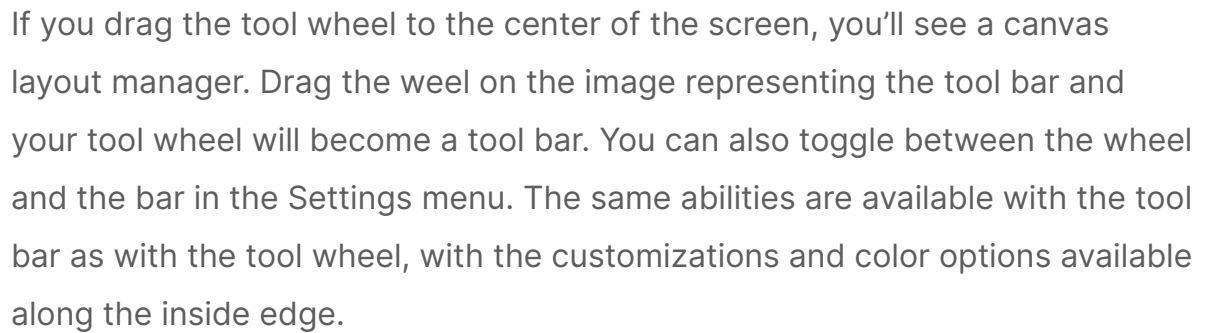 If you drag the tool wheel to the center of the screen, you’ll see a canvas
layout manager. Drag the weel on the image representing the tool bar and
your tool wheel will become a tool bar. You can also toggle between the wheel
and the bar in the Settings menu. The same abilities are available with the tool
bar as with the tool wheel, with the customizations and color options available
along the inside edge.